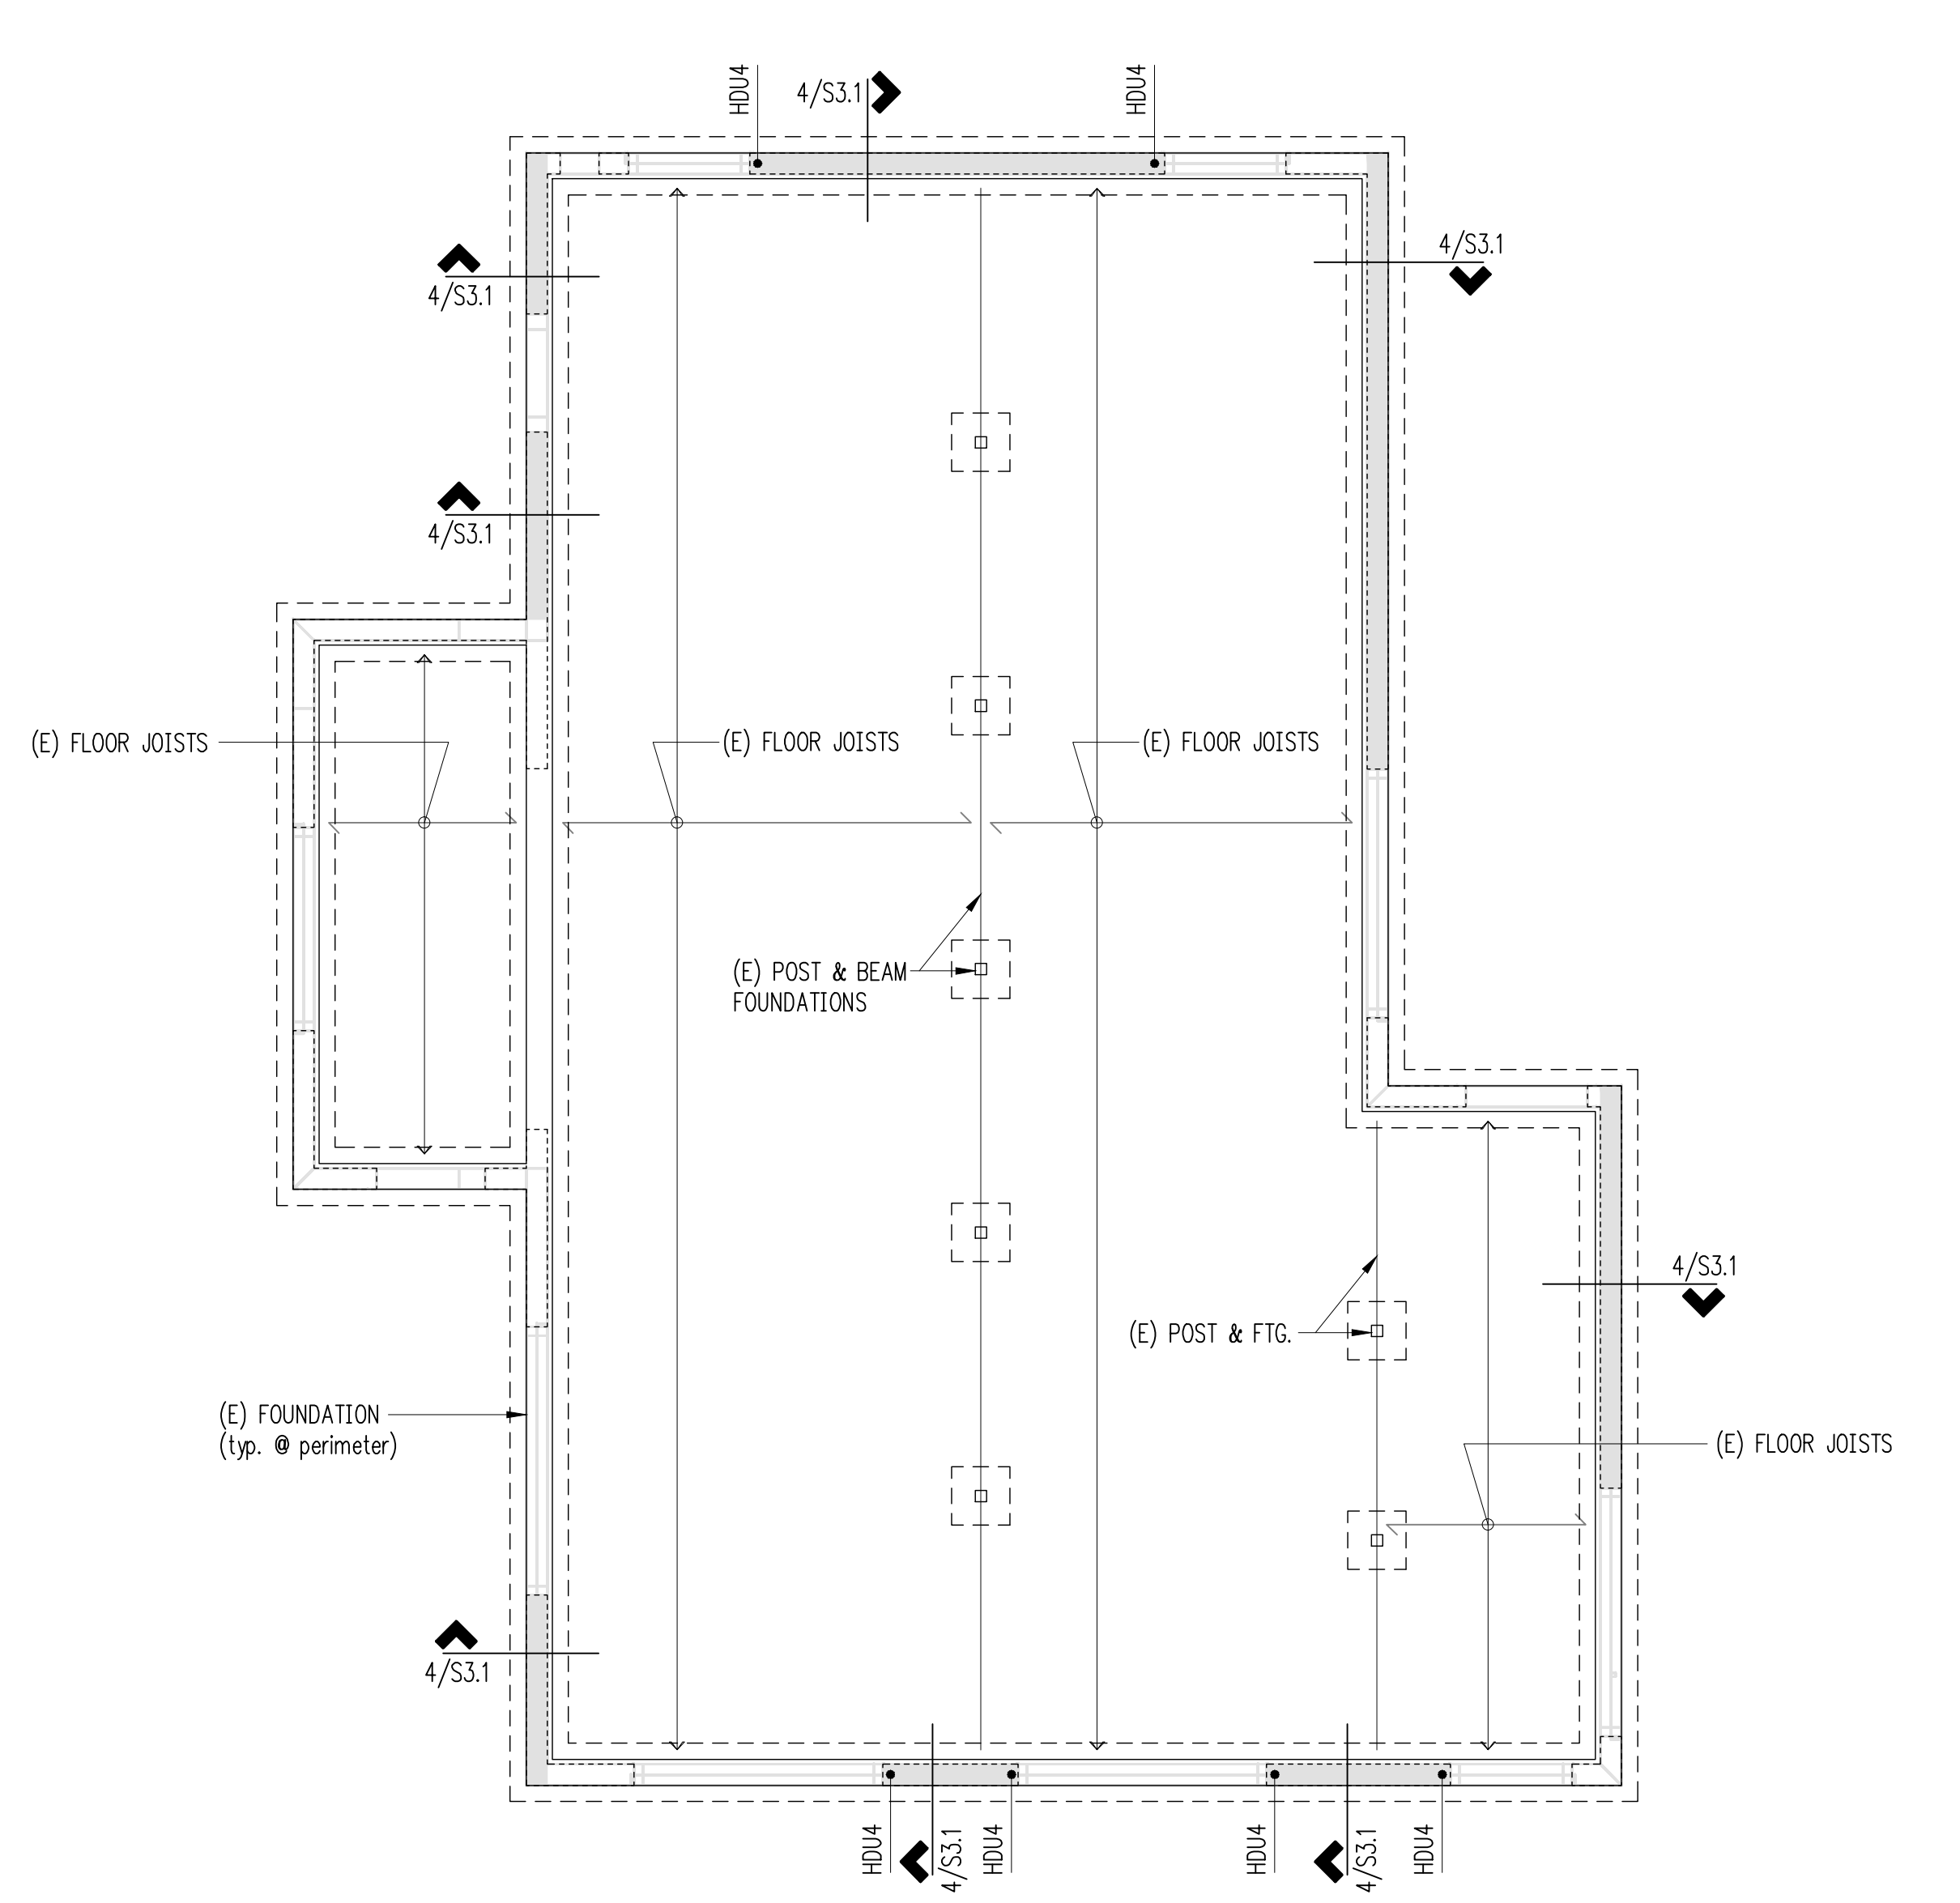 HDU4
4/S3.1
HDU4
4/S3.1
4/S3.1
4/S3.1
(E) FLOOR JOISTS
(E) FLOOR JOISTS
(E) FLOOR JOISTS
(E) POST & BEAM
FOUNDATIONS
4/S3.1
(E) POST & FTG.
(E) FOUNDATION
(typ. @ perimeter)
(E) FLOOR JOISTS
4/S3.1
HDU4
4/S3.1
HDU4
HDU4
4/S3.1
HDU4